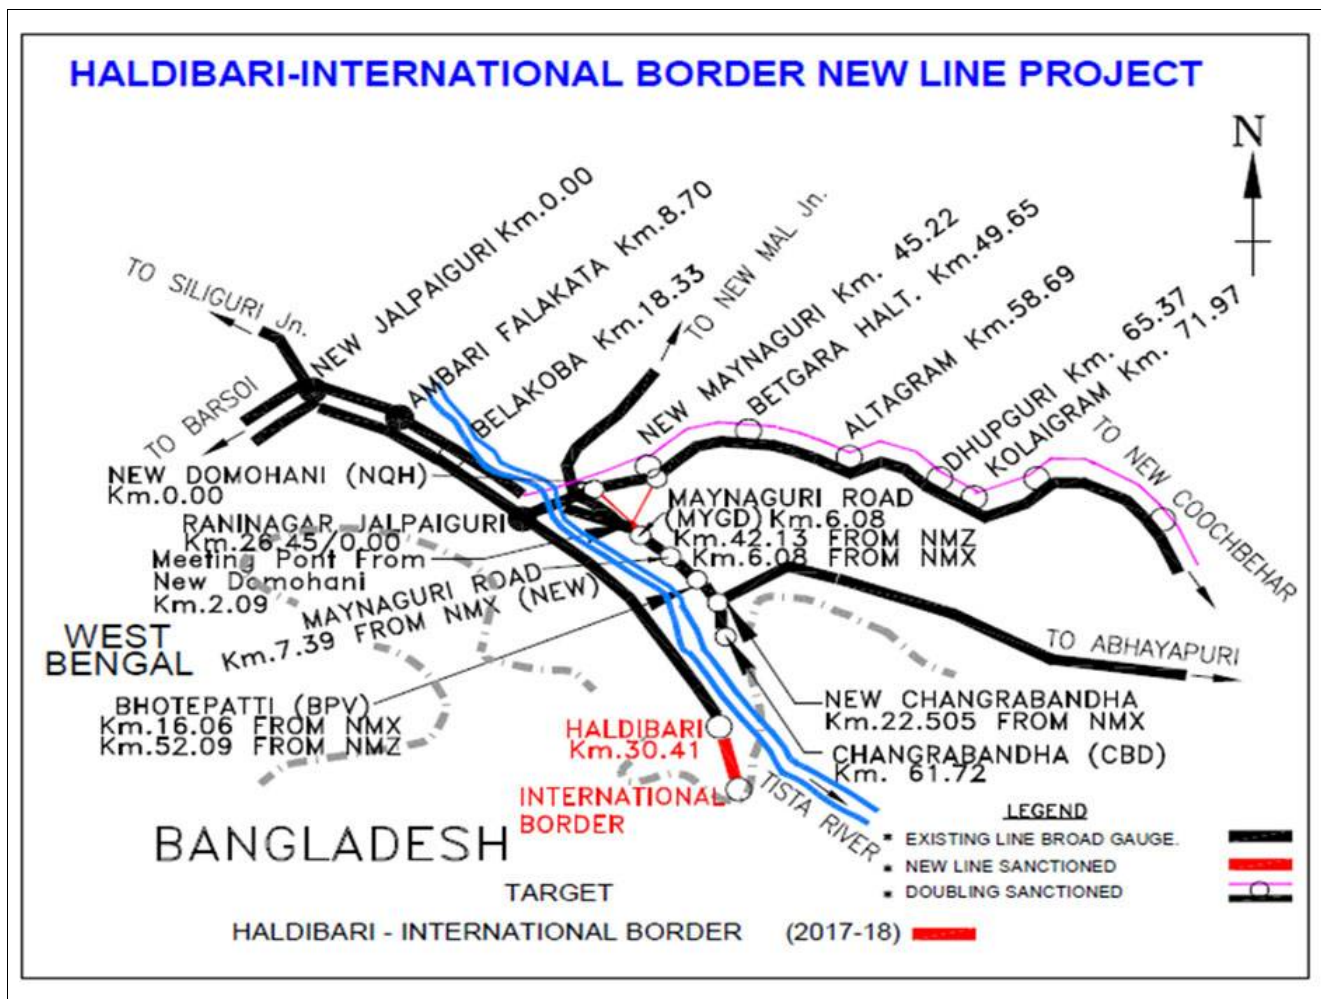 HALDIBARI-INTERNATIONAL BORDER NEW LINE PROJECT
N
TO SILIGURI Jn.
NEW JALPAIGURI Km.0.00
AMBARI FALAKATA Km.8.70
BELAKOBA Km.18.33
TO NEW MAL Jn.
NEW MAYNAGURI Km. 45.22
BETGARA HALT. Km.49.65
ALTAGRAM Km.58.69
DHUPGURI Km. 65.37
KOLAIGRAM Km. 71.97
TO NEW COOCHBEHAR
TO BARSOI
NEW DOMOHANI (NQH)
Km.0.00
RANINAGAR JALPAIGURI
Km.26.45/0.00
Meeting Pont From
New Domohani
Km.2.09
MAYNAGURI ROAD
(MYGD) Km.6.08
Km.42.13 FROM NMZ
Km.6.08 FROM NMX
MAYNAGURI ROAD
Km.7.39 FROM NMX (NEW)
WEST
BENGAL
BHOTEPATTI (BPV)
Km.16.06 FROM NMX
Km.52.09 FROM NMZ
TO ABHAYAPURI
NEW CHANGRABANDHA
Km.22.505 FROM NMX
CHANGRABANDHA (CBD)
Km. 61.72
HALDIBARI
Km.30.41
INTERNATIONAL
BORDER
TISTA RIVER
BANGLADESH
LEGEND
* EXISTING LINE BROAD GAUGE.
* NEW LINE SANCTIONED
* DOUBLING SANCTIONED
TARGET
HALDIBARI - INTERNATIONAL BORDER (2017-18)